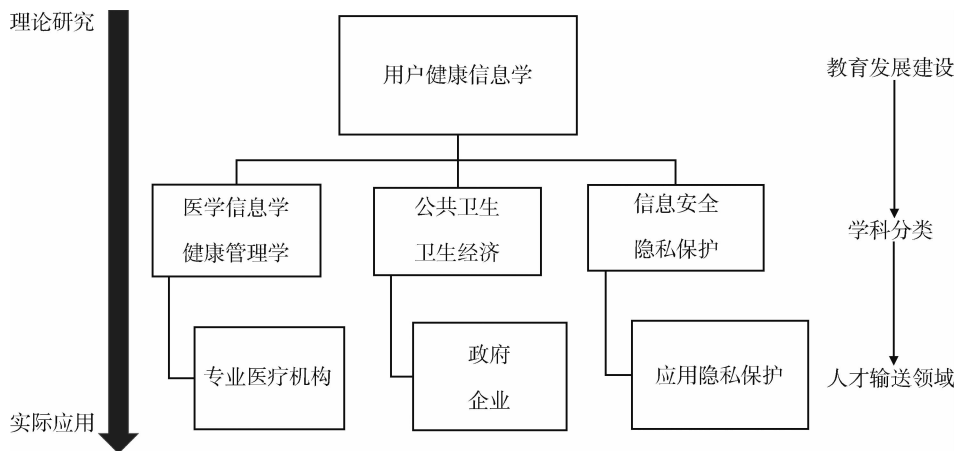 理论研究
用户健康信息学
教育发展建设
医学信息学
健康管理学
公共卫生
卫生经济
信息安全
隐私保护
学科分类
专业医疗机构
政府
企业
应用隐私保护
人才输送领域
实际应用